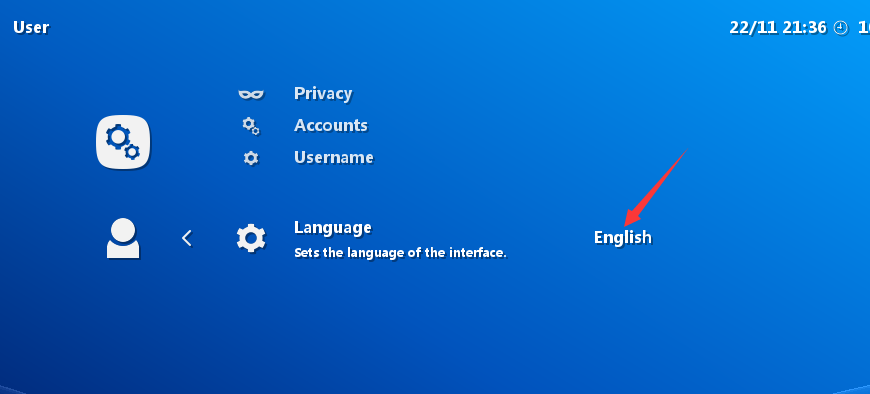 User
22/11 21:36
Privacy
Accounts
Username
Language
Sets the language of the interface.
English